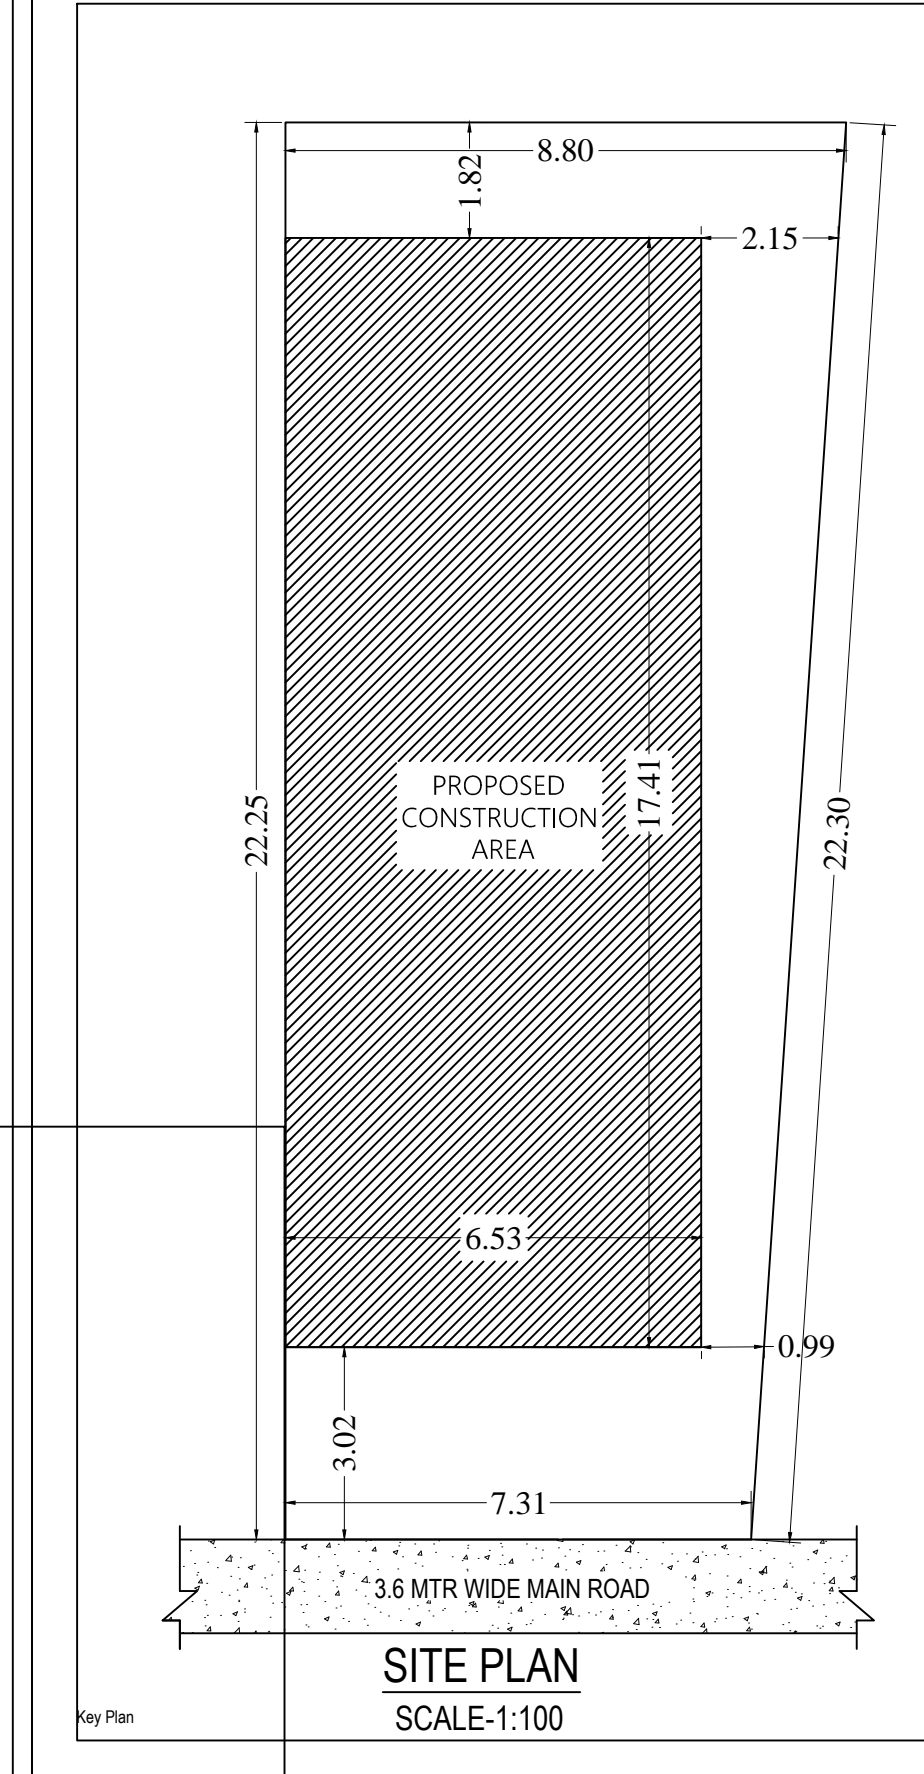 8.80
1.82
2.15
PROPOSED
CONSTRUCTION
AREA
17.41
22.25
22.30
6.53
0.99
3.02
7.31
3.6 MTR WIDE MAIN ROAD
SITE PLAN
SCALE-1:100
Key Plan